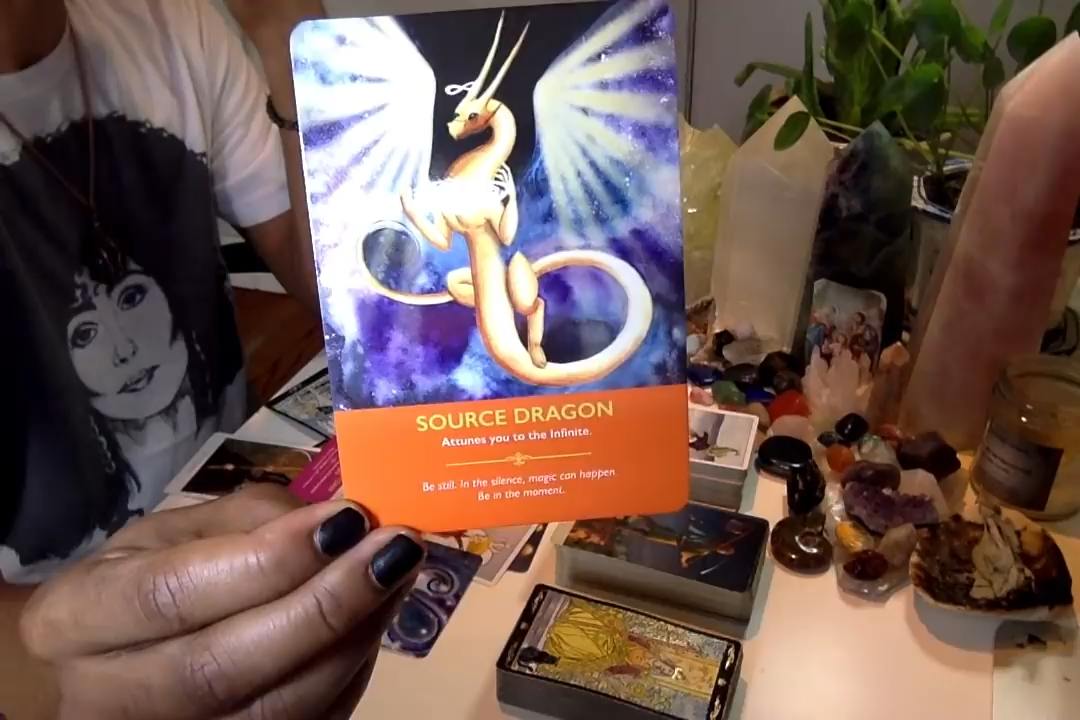 SOURCE DRAGON
Attunes you to the Infinite.
Be still. In the silence, magic can happen.
Be in the moment.